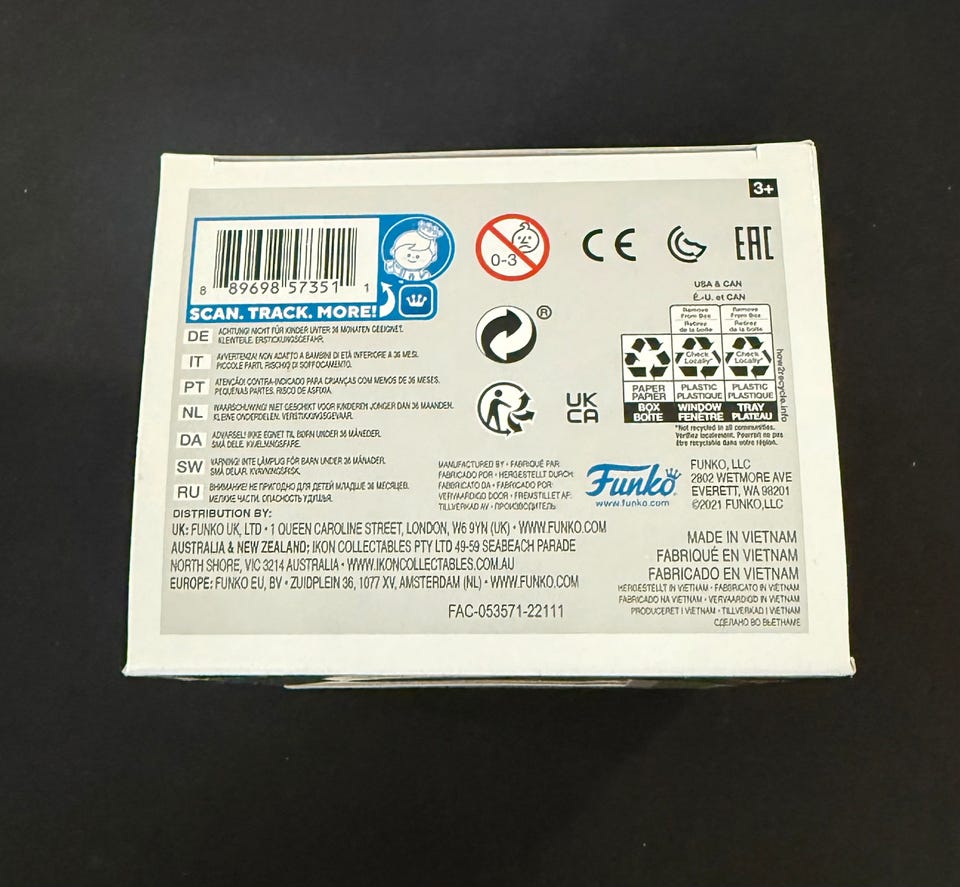 3+
8 89698 57351 1
SCAN. TRACK. MORE!
0-3
CE
EAC
®
UK
CA
USA & CAN
É.-U. et CAN
Remove From Box
Retirez de la boîte
Remove From Box
Retirez de la boîte
Check Locally*
Check Locally*
PAPER
PAPIER
BOX
BOÎTE
PLASTIC
PLASTIQUE
WINDOW
FENÊTRE
PLASTIC
PLASTIQUE
TRAY
PLATEAU
how2recycle.info
*Not recycled in all communities.
Vérifiez localement. Pourrait ne pas
être recyclable dans votre région.
DE ACHTUNG! NICHT FÜR KINDER UNTER 36 MONATEN GEEIGNET.
KLEINTEILE. ERSTICKUNGSGEFAHR.
IT AVVERTENZA! NON ADATTO A BAMBINI DI ETÀ INFERIORE A 36 MESI.
PICCOLE PARTI. RISCHIO DI SOFFOCAMENTO.
PT ATENÇÃO! CONTRA-INDICADO PARA CRIANÇAS COM MENOS DE 36 MESES.
PEQUENAS PARTES. RISCO DE ASFIXIA.
NL WAARSCHUWING! NIET GESCHIKT VOOR KINDEREN JONGER DAN 36 MAANDEN.
KLEINE ONDERDELEN. VERSTIKKINGSGEVAAR.
DA ADVARSEL! IKKE EGNET TIL BØRN UNDER 36 MÅNEDER.
SMÅ DELE. KVÆLNINGSFARE.
SW VARNING! INTE LÄMPLIG FÖR BARN UNDER 36 MÅNADER.
SMÅ DELAR. KVÄVNINGSRISK.
RU ВНИМАНИЕ! НЕ ПРИГОДНО ДЛЯ ДЕТЕЙ МЛАДШЕ 36 МЕСЯЦЕВ.
МЕЛКИЕ ЧАСТИ. ОПАСНОСТЬ УДУШЬЯ.
MANUFACTURED BY • FABRIQUÉ PAR
FABRICADO POR • HERGESTELLT DURCH:
FABBRICATO DA • FABRICADO POR:
VERVAARDIGD DOOR • FREMSTILLET AF:
TILLVERKAD AV • ПРОИЗВОДИТЕЛЬ:
Funko
www.funko.com
FUNKO, LLC
2802 WETMORE AVE
EVERETT, WA 98201
©2021 FUNKO, LLC
DISTRIBUTION BY:
UK: FUNKO UK, LTD • 1 QUEEN CAROLINE STREET, LONDON, W6 9YN (UK) • WWW.FUNKO.COM
AUSTRALIA & NEW ZEALAND; IKON COLLECTABLES PTY LTD 49-59 SEABEACH PARADE
NORTH SHORE, VIC 3214 AUSTRALIA • WWW.IKONCOLLECTABLES.COM.AU
EUROPE: FUNKO EU, BV • ZUIDPLEIN 36, 1077 XV, AMSTERDAM (NL) • WWW.FUNKO.COM
FAC-053571-22111
MADE IN VIETNAM
FABRIQUÉ EN VIETNAM
FABRICADO EN VIETNAM
HERGESTELLT IN VIETNAM • FABBRICATO IN VIETNAM
FABRICADO NA VIETNAM • VERVAARDIGD IN VIETNAM
PRODUCERET I VIETNAM • TILLVERKAD I VIETNAM
СДЕЛАНО ВО ВЬЕТНАМЕ